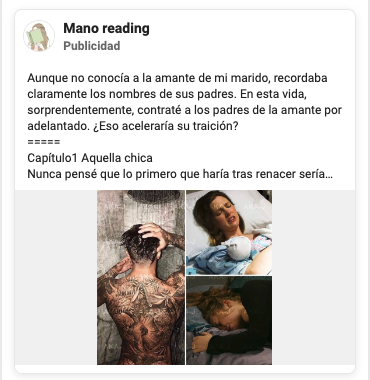 Mano reading
Publicidad
Aunque no conocía a la amante de mi marido, recordaba
claramente los nombres de sus padres. En esta vida,
sorprendentemente, contraté a los padres de la amante por
adelantado. ¿Eso aceleraría su traición?
=====
Capítulo1 Aquella chica
Nunca pensé que lo primero que haría tras renacer sería…